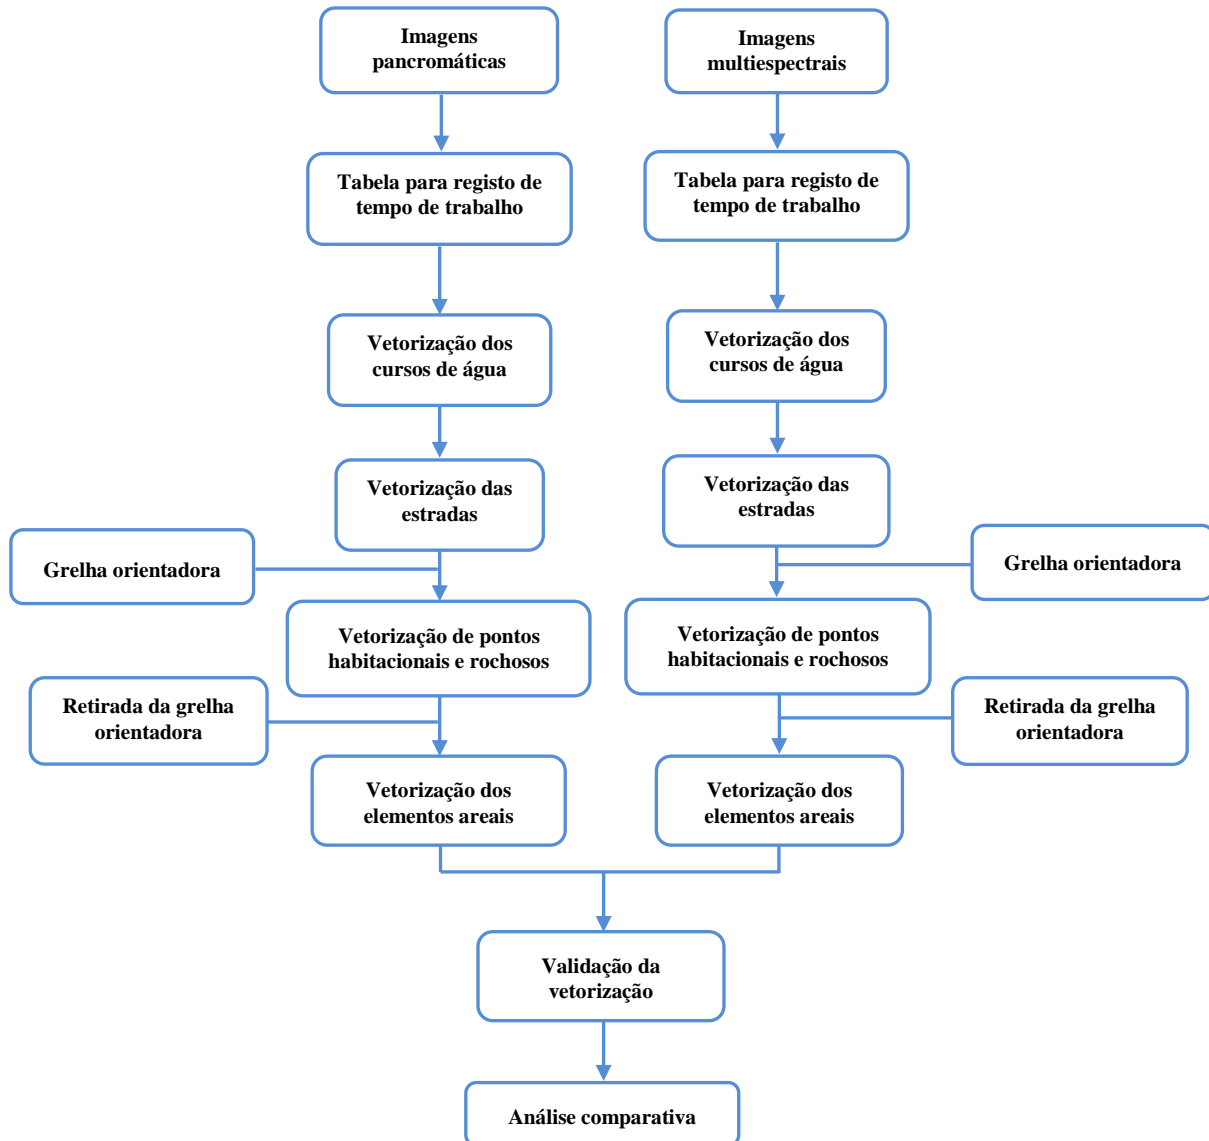 Imagens
pancromáticas
Imagens
multiespectrais
Tabela para registo de
tempo de trabalho
Tabela para registo de
tempo de trabalho
Vetorização dos
cursos de água
Vetorização dos
cursos de água
Vetorização das
estradas
Vetorização das
estradas
Grelha orientadora
Grelha orientadora
Vetorização de pontos
habitacionais e rochosos
Vetorização de pontos
habitacionais e rochosos
Retirada da grelha
orientadora
Retirada da grelha
orientadora
Vetorização dos
elementos areais
Vetorização dos
elementos areais
Validação da
vetorização
Análise comparativa